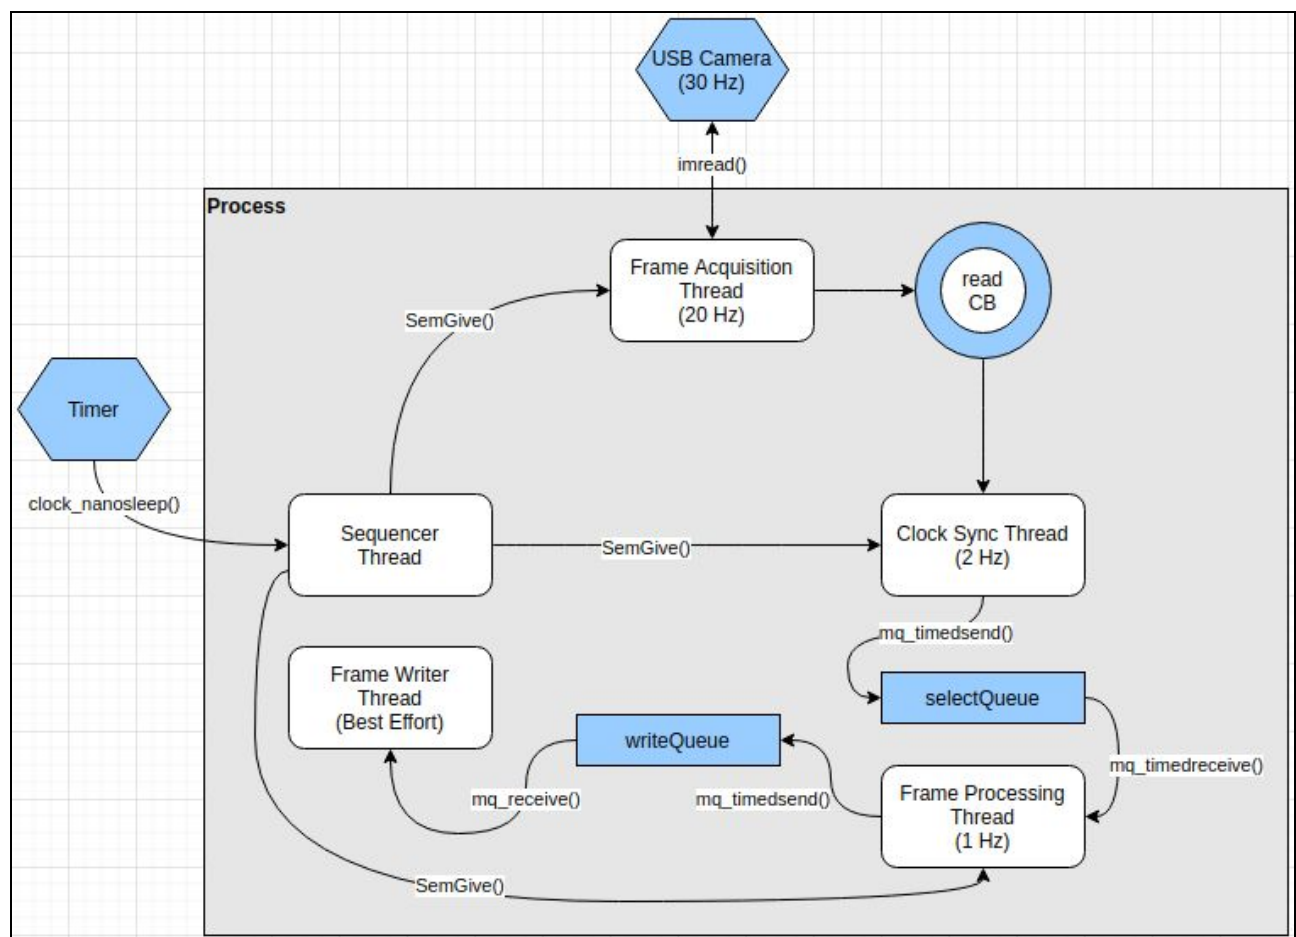 USB Camera
(30 Hz)
imread()
Process
Frame Acquisition
Thread
(20 Hz)
read
CB
SemGive()
Timer
clock_nanosleep()
Sequencer
Thread
SemGive()
Clock Sync Thread
(2 Hz)
mq_timedsend()
Frame Writer
Thread
(Best Effort)
selectQueue
writeQueue
mq_timedreceive()
mq_receive()
mq_timedsend()
Frame Processing
Thread
(1 Hz)
SemGive()